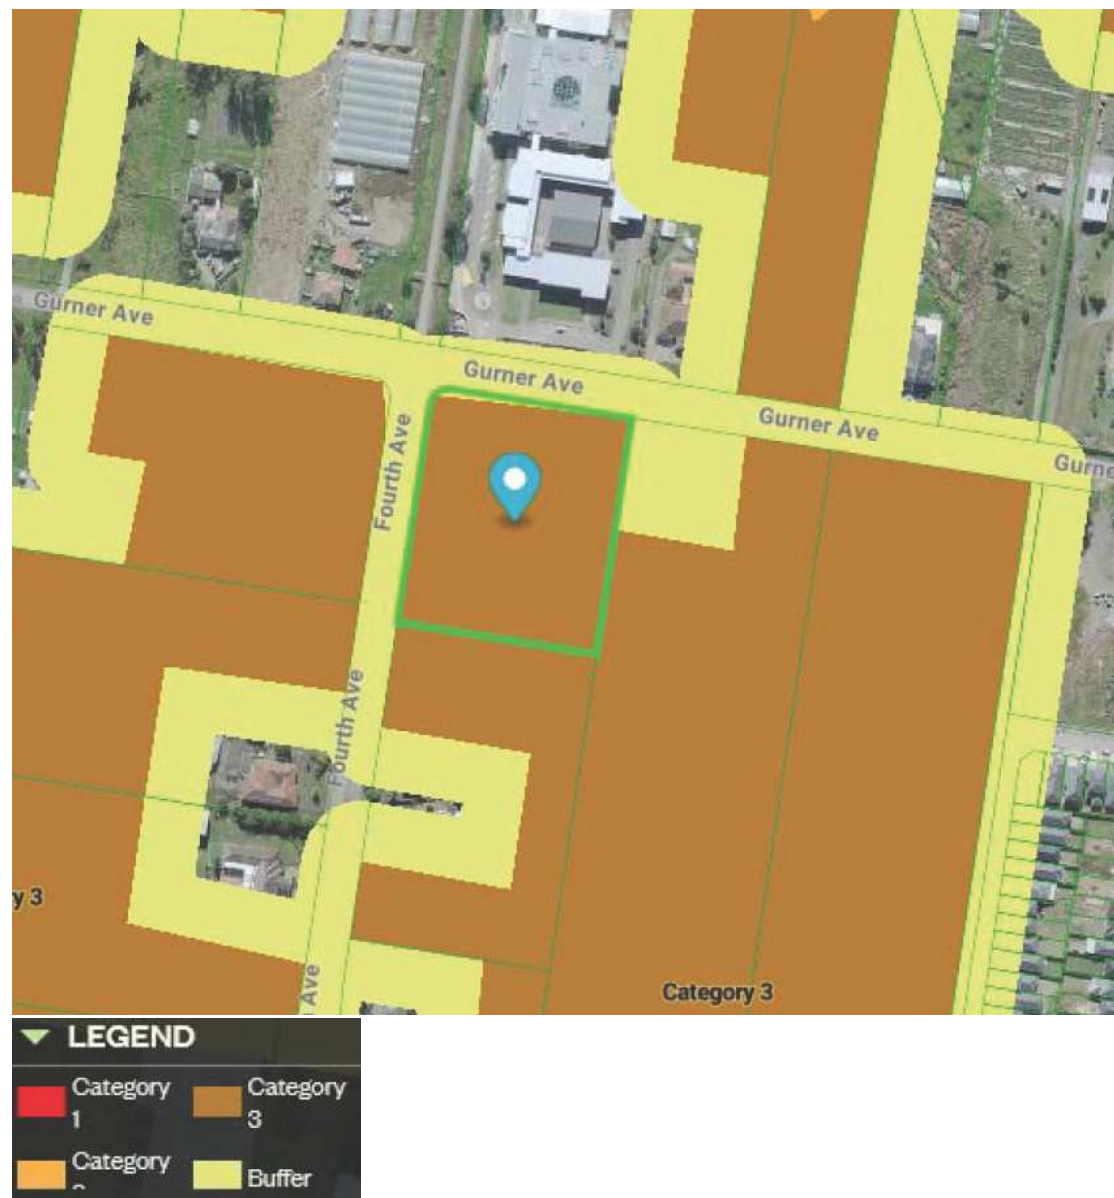 Gurner Ave
Gurner Ave
Gurner Ave
Gurne
Fourth Ave
Fourth Ave
y 3
Ave
Category 3
LEGEND
Category
1
Category
3
Category
Buffer